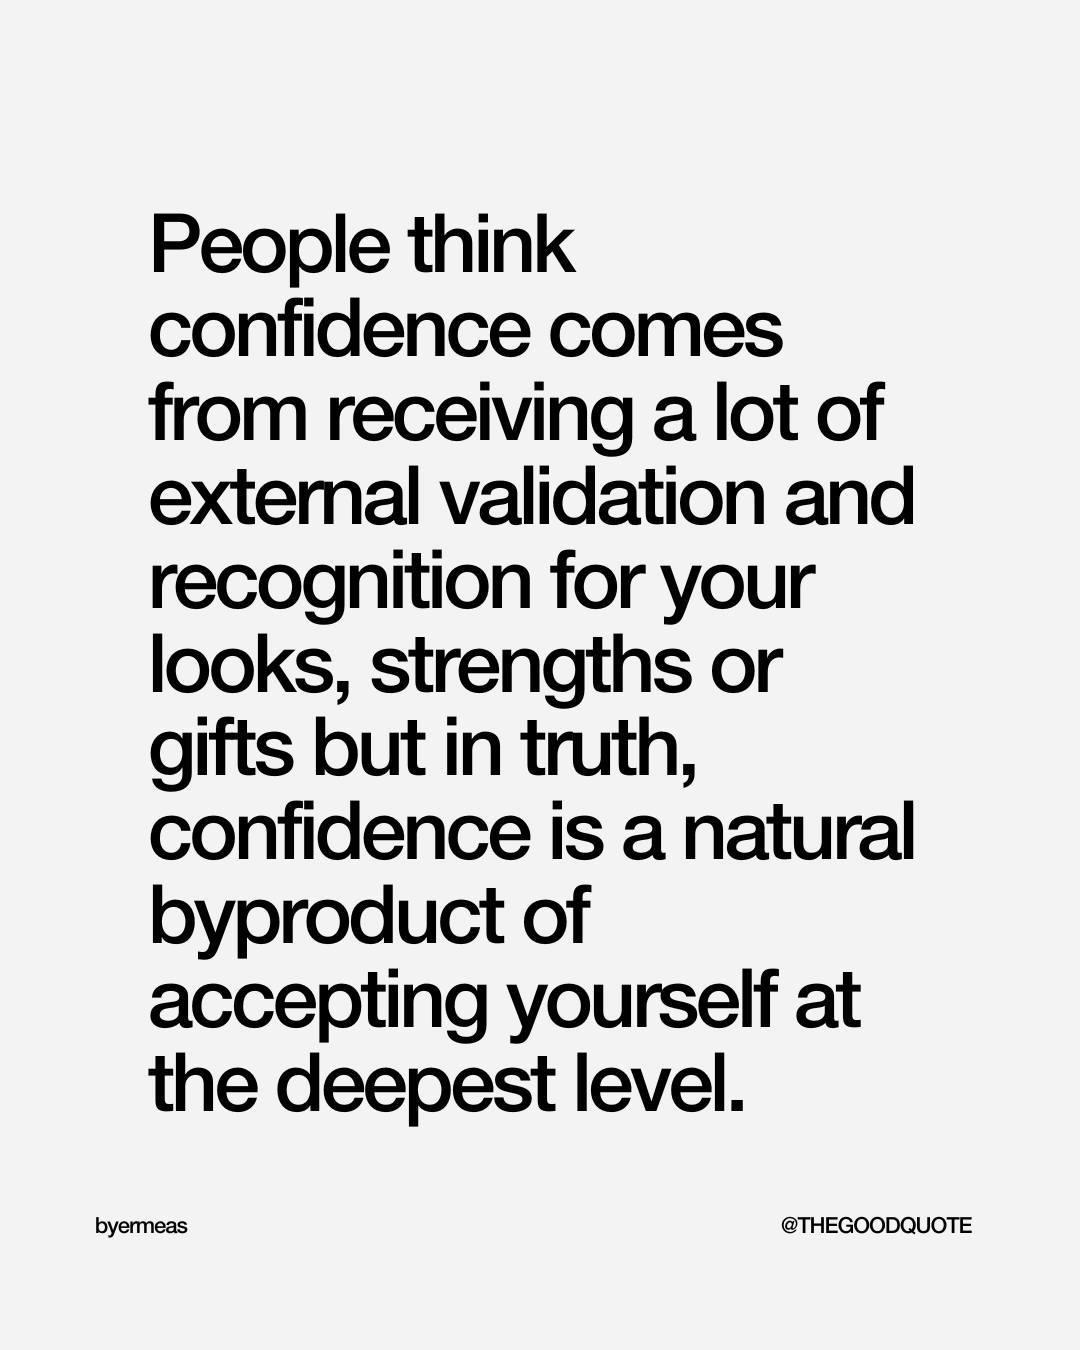 People think
confidence comes
from receiving a lot of
external validation and
recognition for your
looks, strengths or
gifts but in truth,
confidence is a natural
byproduct of
accepting yourself at
the deepest level.
byermeas
@THEGOODQUOTE